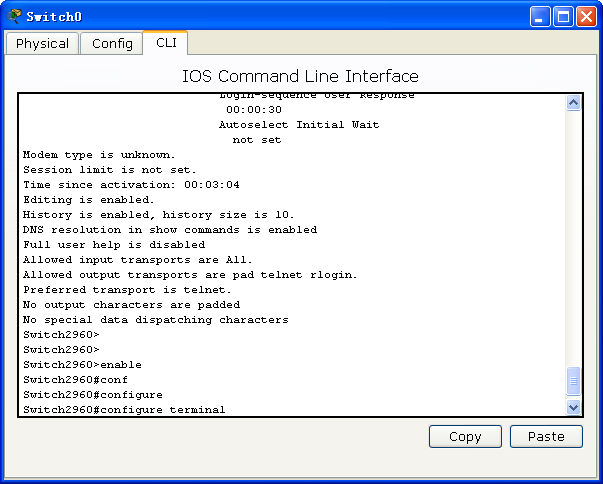 Switch0
Physical Config CLI
IOS Command Line Interface
Login-sequence User Response
00:00:30
Autoselect Initial Wait
not set
Modem type is unknown.
Session limit is not set.
Time since activation: 00:03:04
Editing is enabled.
History is enabled, history size is 10.
DNS resolution in show commands is enabled
Full user help is disabled
Allowed input transports are All.
Allowed output transports are pad telnet rlogin.
Preferred transport is telnet.
No output characters are padded
No special data dispatching characters
Switch2960>
Switch2960>
Switch2960>enable
Switch2960#conf
Switch2960#configure
Switch2960#configure terminal
Copy Paste